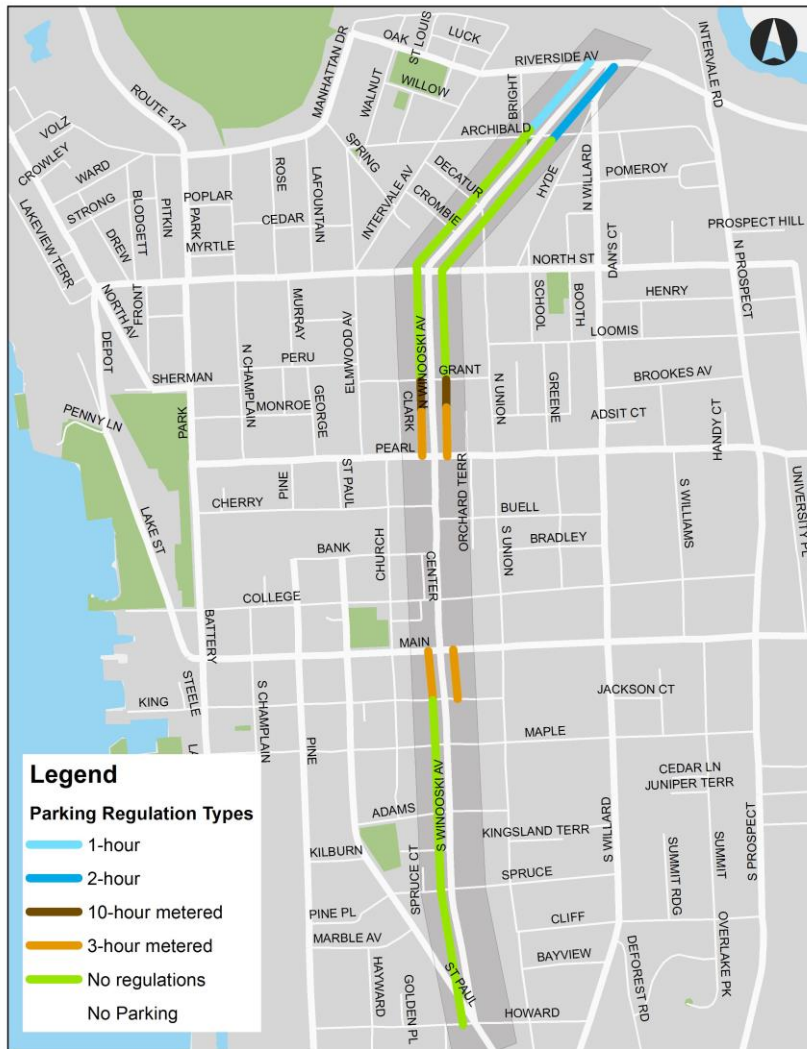 LUCK
ST LOUIS
OAK
RIVERSIDE AV
INTERVALE RD
MANHATTAN DR
WILLOW
WALNUT
BRIGHT
ROUTE 127
ARCHIBALD
VOLZ
SPRING
CROWLEY
WARD
ROSE
LAFOUNTAIN
DECATUR
HYDE
N WILLARD
POMEROY
STRONG
BLODGETT
PITKIN
POPLAR
PARK
CEDAR
INTERVALE AV
CROMBIE
LAKEVIEW TERR
DREW
MYRTLE
DAN'S CT
PROSPECT HILL
N PROSPECT
NORTH ST
NORTH AV
FRONT
MURRAY
ELMWOOD AV
N WINOOSKI AV
SCHOOL
BOOTH
HENRY
LOOMIS
DEPOT
N CHAMPLAIN
PERU
GRANT
SHERMAN
GEORGE
CLARK
N UNION
GREENE
BROOKES AV
MONROE
ADSIT CT
HANDY CT
PENNY LN
PARK
PEARL
ORCHARD TERR
UNIVERSITY PL
PINE
ST PAUL
CHERRY
BUELL
S WILLIAMS
LAKE ST
BANK
CHURCH
CENTER
S UNION
BRADLEY
COLLEGE
BATTERY
MAIN
STEELE
KING
S CHAMPLAIN
JACKSON CT
LA
PINE
MAPLE
CEDAR LN
JUNIPER TERR
ADAMS
S WINOOSKI AV
KINGSLAND TERR
S WILLARD
S PROSPECT
KILBURN
SPRUCE CT
SPRUCE
SUMMIT RDG
SUMMIT
PINE PL
CLIFF
MARBLE AV
BAYVIEW
OVERLAKE PK
HAYWARD
GOLDEN PL
ST PAUL
DEFOREST RD
HOWARD
Legend
Parking Regulation Types
1-hour
2-hour
10-hour metered
3-hour metered
No regulations
No Parking